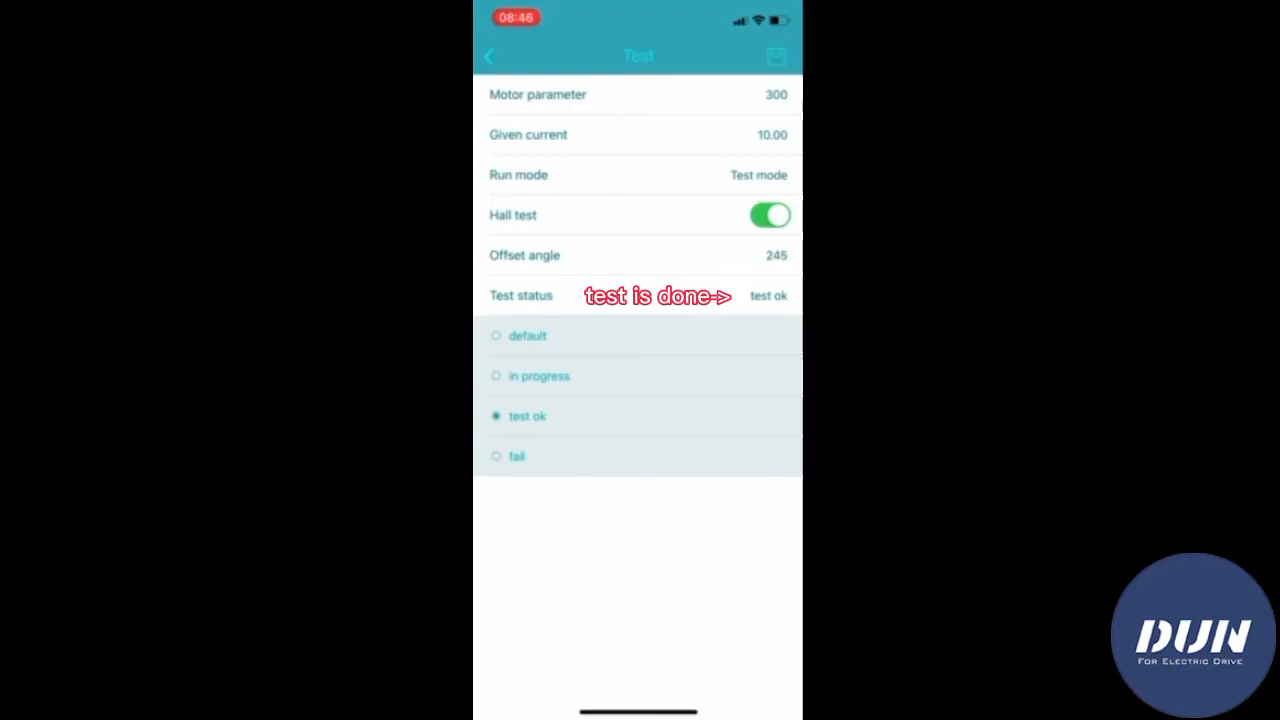 08:46
Test
Motor parameter 300
Given current 10.00
Run mode Test mode
Hall test
Offset angle 245
Test status test is done-> test ok
default
in progress
test ok
fail
DUN
FOR ELECTRIC DRIVE